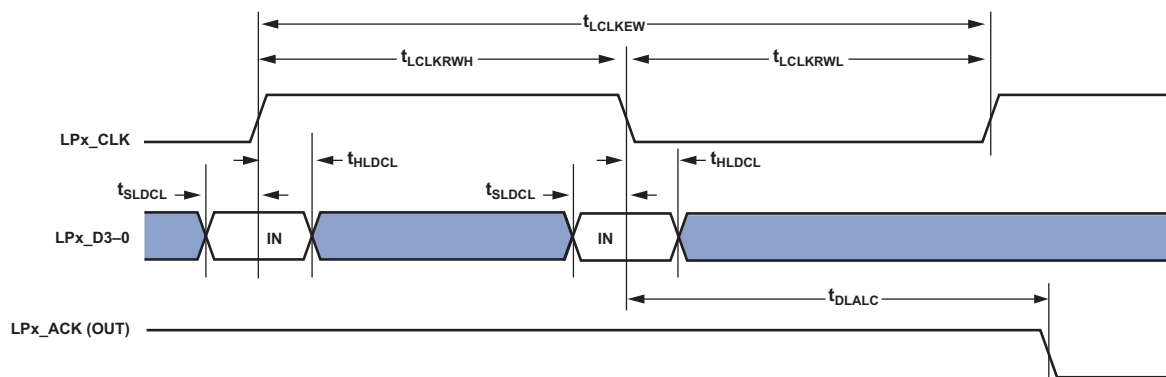 tLCLKEW
tLCLKRWH
tLCLKRWL
LPx_CLK
tHLDCL
tHLDCL
tSLDCL
tSLDCL
LPx_D3–0
IN
IN
tDLALC
LPx_ACK (OUT)